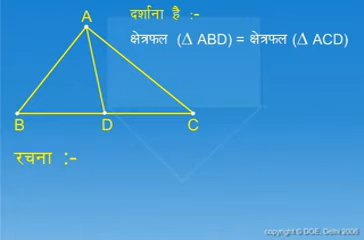 A
दर्शाना है :-
क्षेत्रफल (Δ ABD) = क्षेत्रफल (Δ ACD)
B D C
रचना :-
copyright © DOE, Delhi 2006